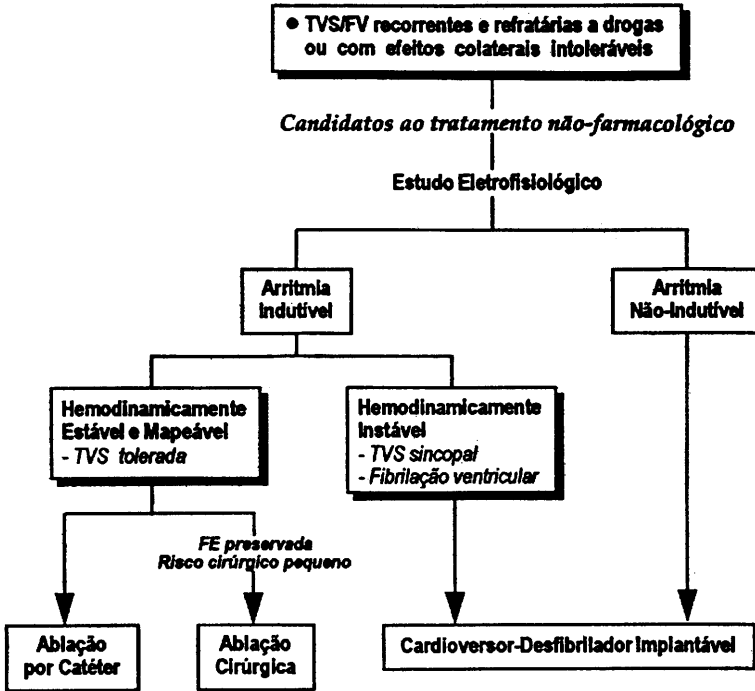 ● TVS/FV recorrentes e refratárias a drogas
ou com efeitos colaterais intoleráveis
Candidatos ao tratamento não-farmacológico
Estudo Eletrofisiológico
Arritmia
Indutível
Arritmia
Não-Indutível
Hemodinamicamente
Estável e Mapeável
- TVS tolerada
Hemodinamicamente
Instável
- TVS sincopal
- Fibrilação ventricular
FE preservada
Risco cirúrgico pequeno
Ablação
por Catéter
Ablação
Cirúrgica
Cardioversor-Desfibrilador Implantável